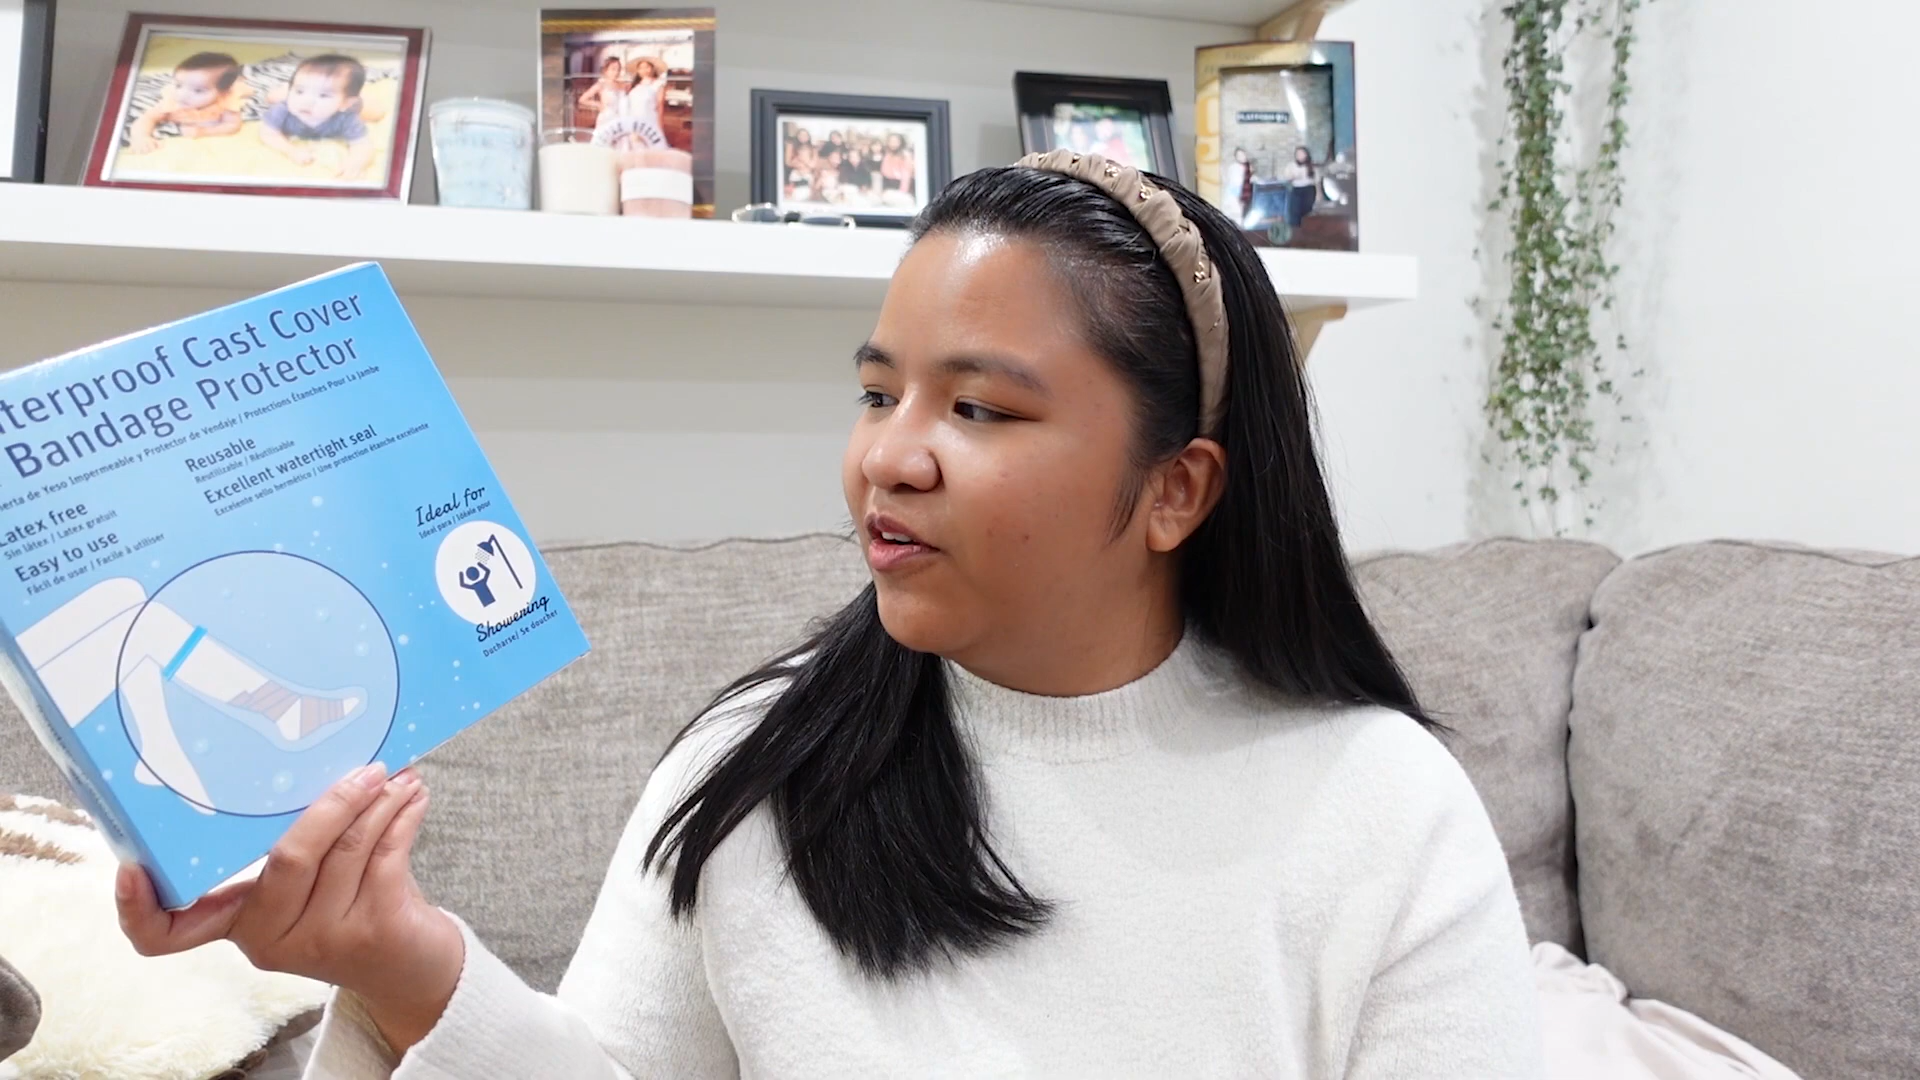 terproof Cast Cover
Bandage Protector
erta de Yeso Impermeable y Protector de Vendaje / Protections Étanches Pour La Jambe
Reusable
Reutilizable / Réutilisable
Excellent watertight seal
Excelente sello hermético / Une protection étanche excellente
Latex free
Sin látex / Latex gratuit
Easy to use
Fácil de usar / Facile à utiliser
Ideal for
Ideal para / Idéale pour
Showering
Ducharse/ Se doucher